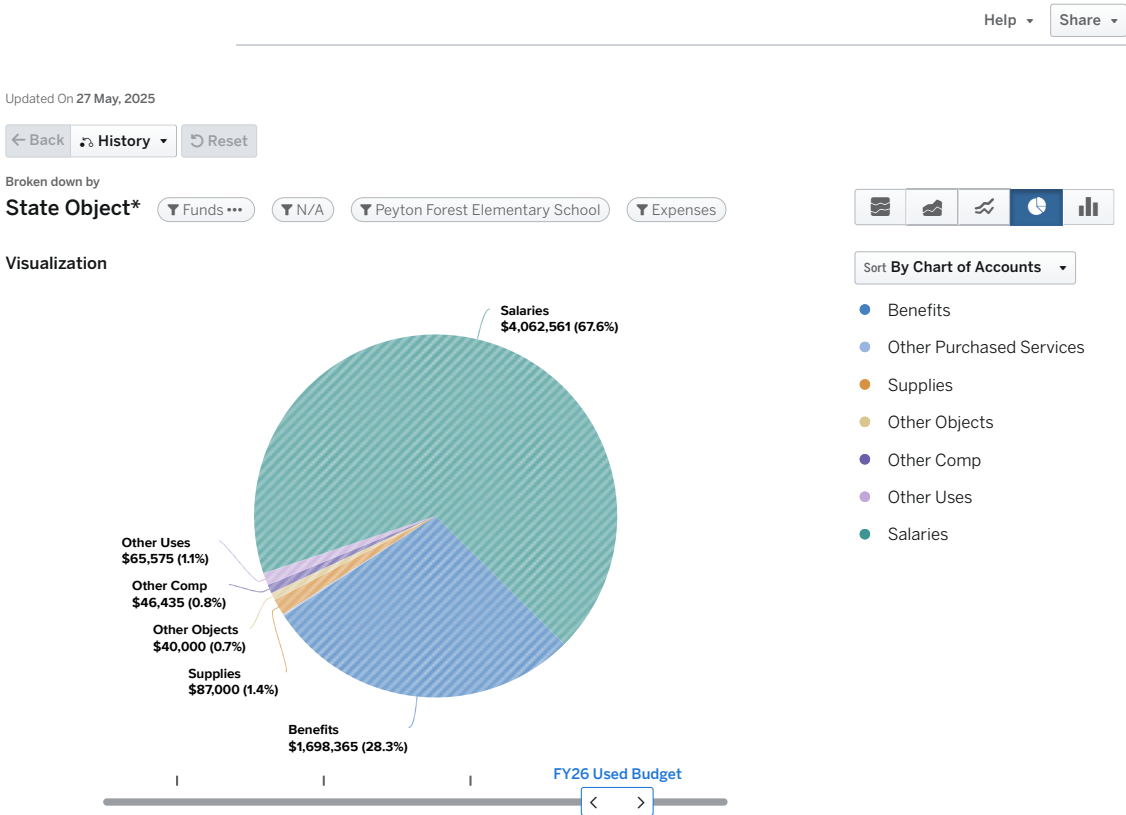 Help
Share
Updated On 27 May, 2025
Back
History
Reset
Broken down by
State Object*
Funds •••
N/A
Peyton Forest Elementary School
Expenses
Visualization
Sort By Chart of Accounts
Benefits
Other Purchased Services
Supplies
Other Objects
Other Comp
Other Uses
Salaries
Salaries
$4,062,561 (67.6%)
Other Uses
$65,575 (1.1%)
Other Comp
$46,435 (0.8%)
Other Objects
$40,000 (0.7%)
Supplies
$87,000 (1.4%)
Benefits
$1,698,365 (28.3%)
FY26 Used Budget